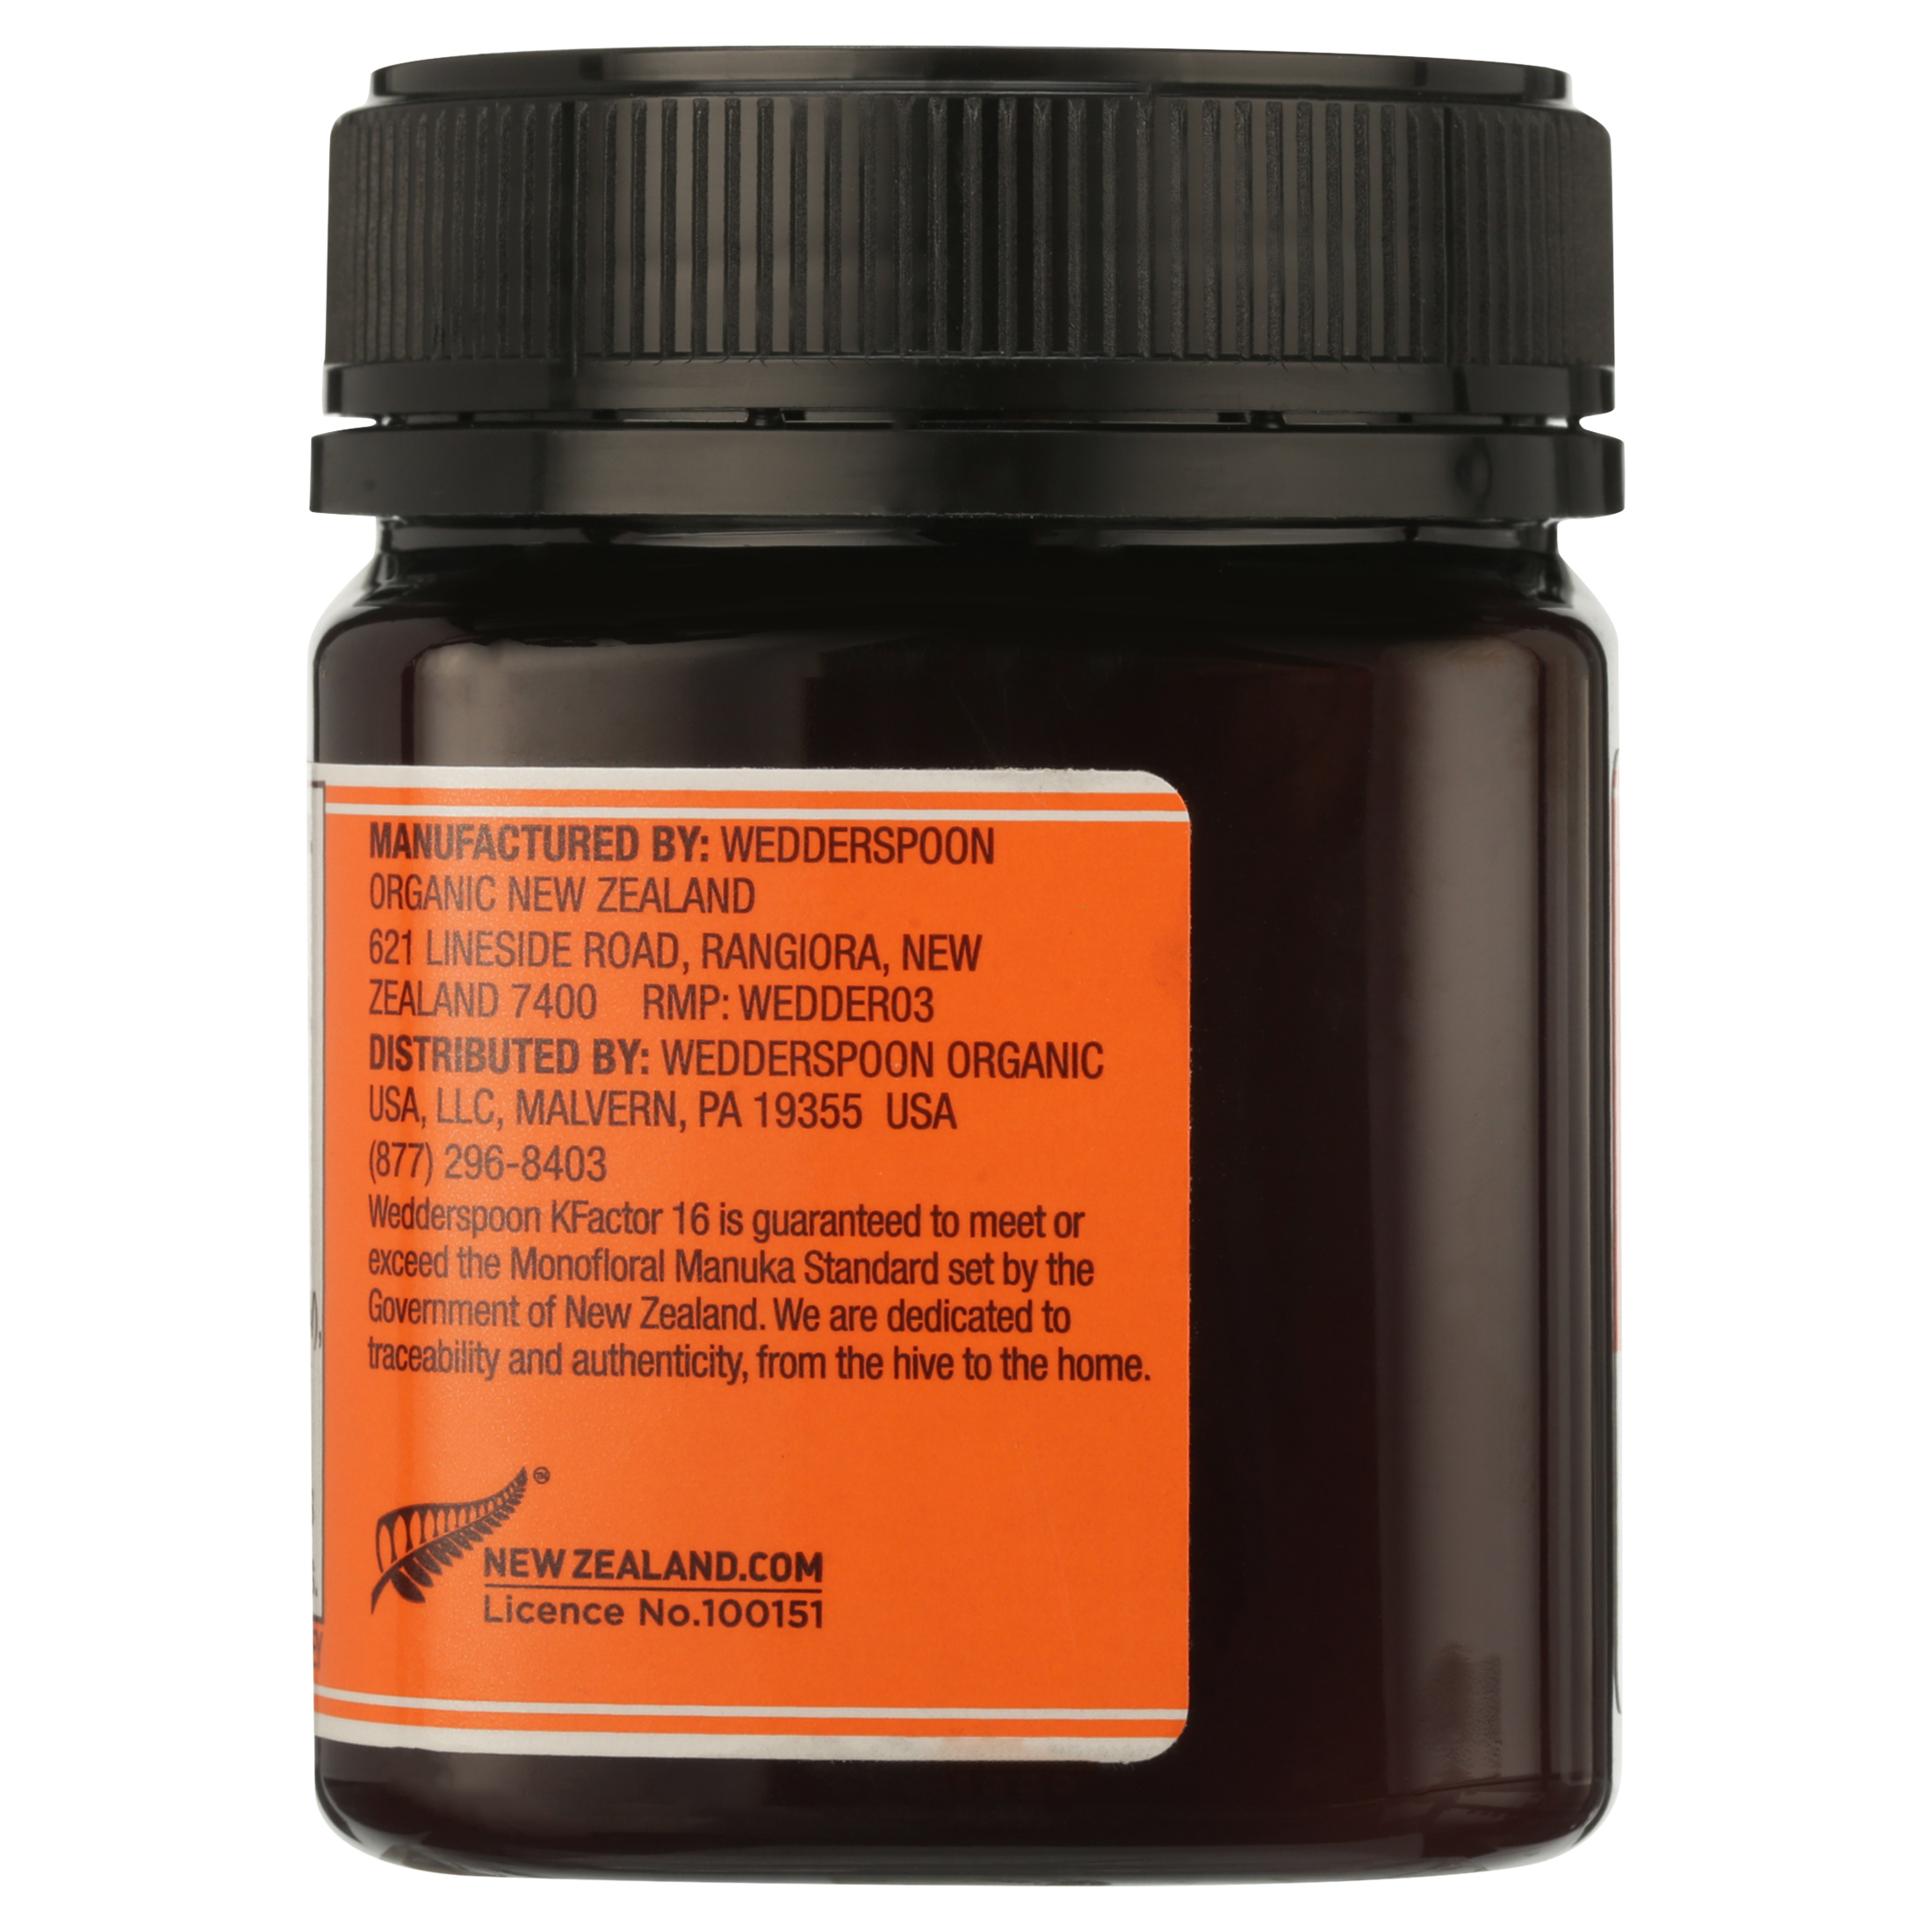 MANUFACTURED BY: WEDDERSPOON
ORGANIC NEW ZEALAND
621 LINESIDE ROAD, RANGIORA, NEW
ZEALAND 7400 RMP: WEDDER03
DISTRIBUTED BY: WEDDERSPOON ORGANIC
USA, LLC, MALVERN, PA 19355 USA
(877) 296-8403
Wedderspoon KFactor 16 is guaranteed to meet or
exceed the Monofloral Manuka Standard set by the
Government of New Zealand. We are dedicated to
traceability and authenticity, from the hive to the home.
NEW ZEALAND.COM
Licence No.100151